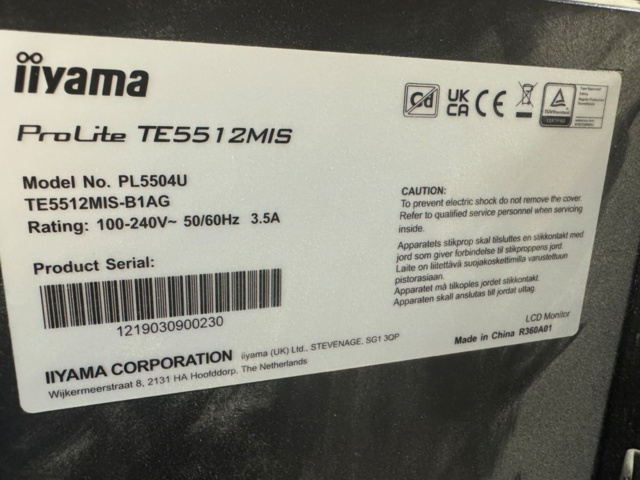 iiyama
ProLite TE5512MIS
Cd
UK
CA
CE
Model No. PL5504U
TE5512MIS-B1AG
Rating: 100-240V~ 50/60Hz 3.5A
Product Serial:
1219030900230
IIYAMA CORPORATION iiyama (UK) Ltd., STEVENAGE, SG1 3QP
Wijkermeerstraat 8, 2131 HA Hoofddorp, The Netherlands
CAUTION:
To prevent electric shock do not remove the cover.
Refer to qualified service personnel when servicing
inside.
Apparatets stikprop skal tilsluttes en stikkontakt med
jord som giver forbindelse til stikproppens jord.
Laite on liitettävä suojakoskettimilla varustettuun
pistorasiaan.
Apparatet må tilkoples jordet stikkontakt.
Apparaten skall anslutas till jordat uttag.
LCD Monitor
Made in China R360A01